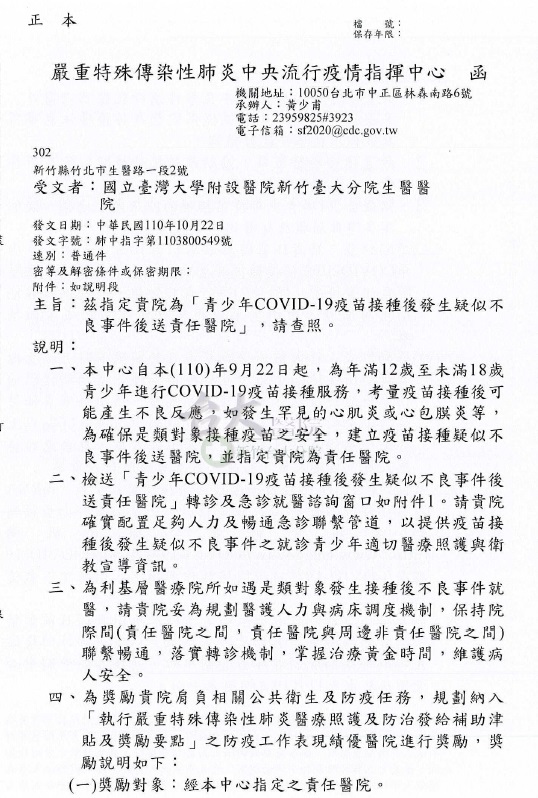 正 本
檔 號：
保存年限：
嚴重特殊傳染性肺炎中央流行疫情指揮中心 函
機關地址：10050台北市中正區林森南路6號
承辦人：黃少甫
電話：23959825#3923
電子信箱：sf2020@cdc.gov.tw
302
新竹縣竹北市生醫路一段2號
受文者：國立臺灣大學附設醫院新竹臺大分院生醫醫
院
發文日期：中華民國110年10月22日
發文字號：肺中指字第1103800549號
速別：普通件
密等及解密條件或保密期限：
附件：如說明段
主旨：茲指定貴院為「青少年COVID-19疫苗接種後發生疑似不
良事件後送責任醫院」，請查照。
說明：
一、本中心自本(110)年9月22日起，為年滿12歲至未滿18歲
青少年進行COVID-19疫苗接種服務，考量疫苗接種後可
能產生不良反應，如發生罕見的心肌炎或心包膜炎等，
為確保是類對象接種疫苗之安全，建立疫苗接種疑似不
良事件後送醫院，並指定貴院為責任醫院。
二、檢送「青少年COVID-19疫苗接種後發生疑似不良事件後
送責任醫院」轉診及急診就醫諮詢窗口如附件1。請貴院
確實配置足夠人力及暢通急診聯繫管道，以提供疫苗接
種後發生疑似不良事件之就診青少年適切醫療照護與衛
教宣導資訊。
三、為利基層醫療院所如遇是類對象發生接種後不良事件就
醫，請貴院妥為規劃醫護人力與病床調度機制，保持院
際間(責任醫院之間，責任醫院與周邊非責任醫院之間)
聯繫暢通，落實轉診機制，掌握治療黃金時間，維護病
人安全。
四、為獎勵貴院肩負相關公共衛生及防疫任務，規劃納入
「執行嚴重特殊傳染性肺炎醫療照護及防治發給補助津
貼及獎勵要點」之防疫工作表現績優醫院進行獎勵，獎
勵說明如下：
(一)獎勵對象：經本中心指定之責任醫院。